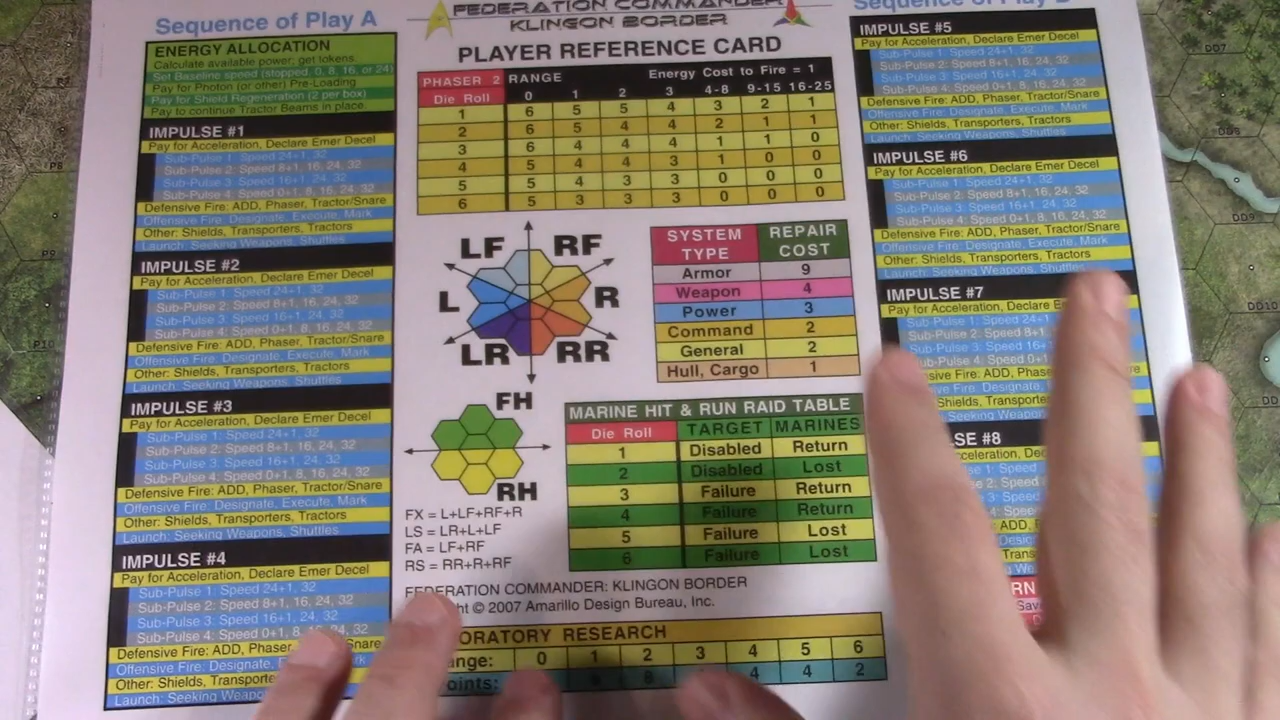 Sequence of Play A
ENERGY ALLOCATION
Calculate available power; get tokens.
Set Baseline speed (stopped, 0, 8, 16, or 24)
Pay for Photon (or other) Pre-Loading
Pay for Shield Regeneration (2 per box)
Pay to continue Tractor Beams in place.
IMPULSE #1
Pay for Acceleration, Declare Emer Decel
Sub-Pulse 1: Speed 24+1, 32
Sub-Pulse 2: Speed 8+1, 16, 24, 32
Sub-Pulse 3: Speed 16+1, 24, 32
Sub-Pulse 4: Speed 0+1, 8, 16, 24, 32
Defensive Fire: ADD, Phaser, Tractor/Snare
Offensive Fire: Designate, Execute, Mark
Other: Shields, Transporters, Tractors
Launch: Seeking Weapons, Shuttles
IMPULSE #2
Pay for Acceleration, Declare Emer Decel
Sub-Pulse 1: Speed 24+1, 32
Sub-Pulse 2: Speed 8+1, 16, 24, 32
Sub-Pulse 3: Speed 16+1, 24, 32
Sub-Pulse 4: Speed 0+1, 8, 16, 24, 32
Defensive Fire: ADD, Phaser, Tractor/Snare
Offensive Fire: Designate, Execute, Mark
Other: Shields, Transporters, Tractors
Launch: Seeking Weapons, Shuttles
IMPULSE #3
Pay for Acceleration, Declare Emer Decel
Sub-Pulse 1: Speed 24+1, 32
Sub-Pulse 2: Speed 8+1, 16, 24, 32
Sub-Pulse 3: Speed 16+1, 24, 32
Sub-Pulse 4: Speed 0+1, 8, 16, 24, 32
Defensive Fire: ADD, Phaser, Tractor/Snare
Offensive Fire: Designate, Execute, Mark
Other: Shields, Transporters, Tractors
Launch: Seeking Weapons, Shuttles
IMPULSE #4
Pay for Acceleration, Declare Emer Decel
Sub-Pulse 1: Speed 24+1, 32
Sub-Pulse 2: Speed 8+1, 16, 24, 32
Sub-Pulse 3: Speed 16+1, 24, 32
Sub-Pulse 4: Speed 0+1, 8, 24, 32
Defensive Fire: ADD, Phaser Snare
Offensive Fire: Designate,
Other: Shields,
Launch: Seeking
FEDERATION COMMANDER
KLINGON BORDER
PLAYER REFERENCE CARD
PHASER 2 RANGE Energy Cost to Fire = 1
Die Roll 0 1 2 3 4-8 9-15 16-25
1 6 5 5 4 3 2 1
2 6 5 4 4 2 1 1
3 6 4 4 4 1 1 0
4 5 4 4 3 1 0 0
5 5 4 3 3 0 0 0
6 5 3 3 3 0 0 0
LF RF
L R
LR RR
SYSTEM TYPE REPAIR COST
Armor 9
Weapon 4
Power 3
Command 2
General 2
Hull, Cargo 1
FH
RH
FX = L+LF+RF+R
LS = LR+L+LF
FA = LF+RF
RS = RR+R+RF
MARINE HIT & RUN RAID TABLE
Die Roll TARGET MARINES
1 Disabled Return
2 Disabled Lost
3 Failure Return
4 Failure Return
5 Failure Lost
6 Failure Lost
FEDERATION COMMANDER: KLINGON BORDER
© 2007 Amarillo Design Bureau, Inc.
RESEARCH
0 1 2 3 4 5 6
4 4 2
Sequence of Play
IMPULSE #5
Pay for Acceleration, Declare Emer Decel
Sub-Pulse 1: Speed 24+1, 32
Sub-Pulse 2: Speed 8+1, 16, 24, 32
Sub-Pulse 3: Speed 16+1, 24, 32
Sub-Pulse 4: Speed 0+1, 8, 16, 24, 32
Defensive Fire: ADD, Phaser, Tractor/Snare
Offensive Fire: Designate, Execute, Mark
Other: Shields, Transporters, Tractors
Launch: Seeking Weapons, Shuttles
IMPULSE #6
Pay for Acceleration, Declare Emer Decel
Sub-Pulse 1: Speed 24+1, 32
Sub-Pulse 2: Speed 8+1, 16, 24, 32
Sub-Pulse 3: Speed 16+1, 24, 32
Sub-Pulse 4: Speed 0+1, 8, 16, 24, 32
Defensive Fire: ADD, Phaser, Tractor/Snare
Offensive Fire: Designate, Execute, Mark
Other: Shields, Transporters, Tractors
Launch: Seeking Weapons, Shuttles
IMPULSE #7
Pay for Acceleration, Declare
Sub-Pulse 1: Speed 24+1
Sub-Pulse 2: Speed 8+1,
Sub-Pulse 3: Speed 16+
Sub-Pulse 4: Speed 0+1
Fire: ADD, Phaser
Fire: Designate,
Shields, Transporte
Seeking Weapons
#8
DD7
DD8
DD9
DD10
P8
P9
P10